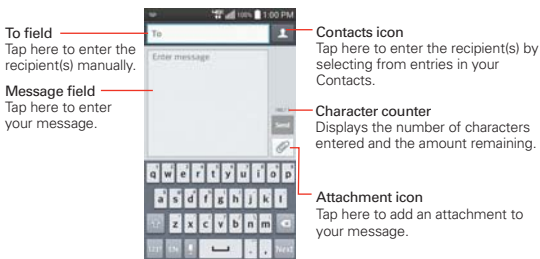 To field
Tap here to enter the
recipient(s) manually.
Message field
Tap here to enter
your message.
100% 1:00 PM
To
Enter message
Send
q w e r t y u i o p
a s d f g h j k l
z x c v b n m
Next
Contacts icon
Tap here to enter the recipient(s) by
selecting from entries in your
Contacts.
Character counter
Displays the number of characters
entered and the amount remaining.
Attachment icon
Tap here to add an attachment to
your message.